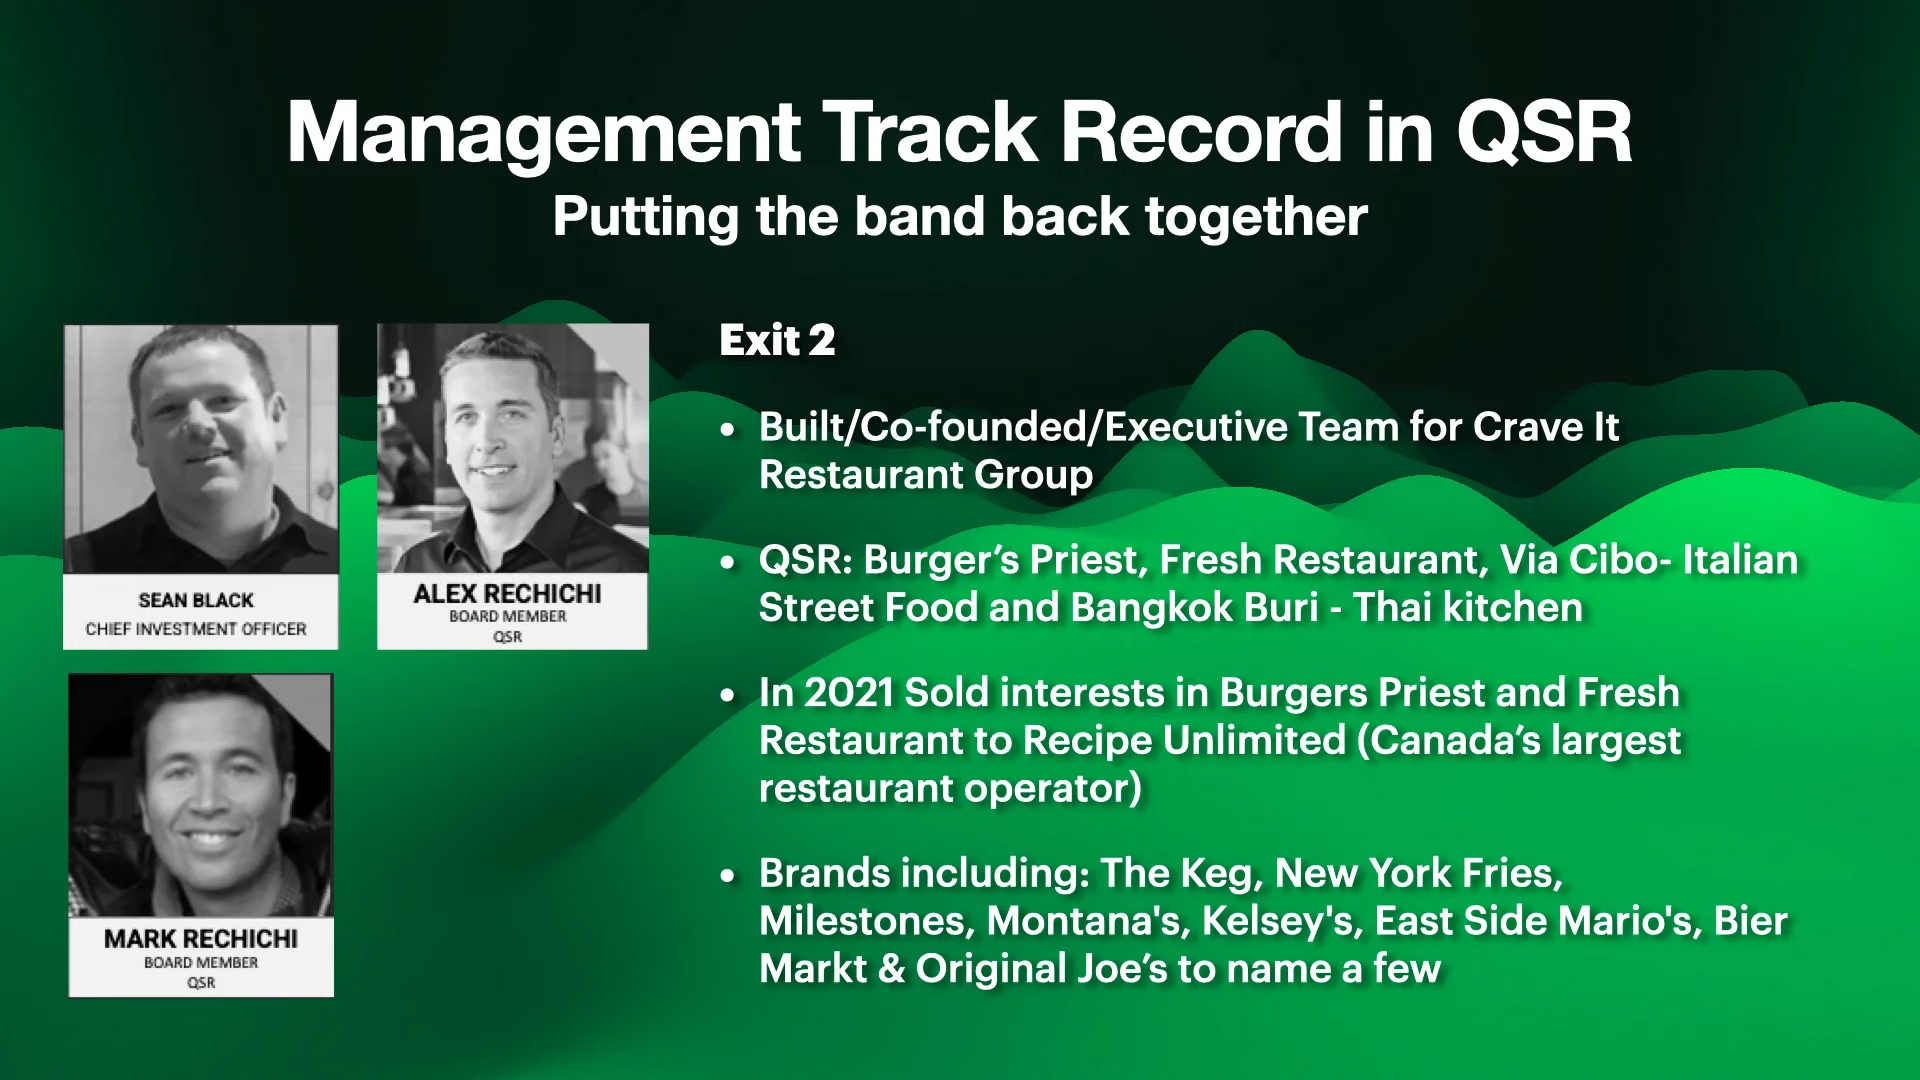 Management Track Record in QSR
Putting the band back together
SEAN BLACK
CHIEF INVESTMENT OFFICER
ALEX RECHICHI
BOARD MEMBER
QSR
MARK RECHICHI
BOARD MEMBER
QSR
Exit 2
• Built/Co-founded/Executive Team for Crave It
Restaurant Group
• QSR: Burger’s Priest, Fresh Restaurant, Via Cibo- Italian
Street Food and Bangkok Buri - Thai kitchen
• In 2021 Sold interests in Burgers Priest and Fresh
Restaurant to Recipe Unlimited (Canada’s largest
restaurant operator)
• Brands including: The Keg, New York Fries,
Milestones, Montana's, Kelsey's, East Side Mario's, Bier
Markt & Original Joe’s to name a few